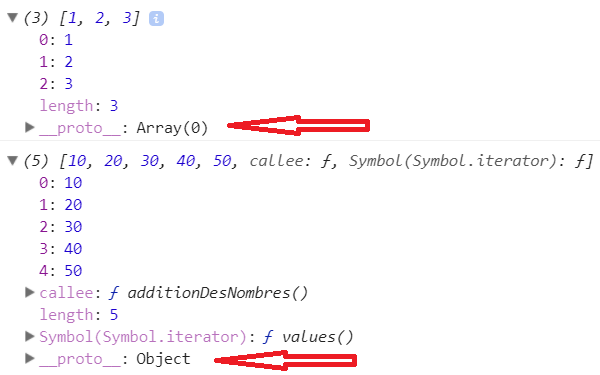 ▼ (3) [1, 2, 3] i
0: 1
1: 2
2: 3
length: 3
▶ __proto__: Array(0)
▼ (5) [10, 20, 30, 40, 50, callee: ƒ, Symbol(Symbol.iterator): ƒ]
0: 10
1: 20
2: 30
3: 40
4: 50
▶ callee: ƒ additionDesNombres()
length: 5
▶ Symbol(Symbol.iterator): ƒ values()
▶ __proto__: Object